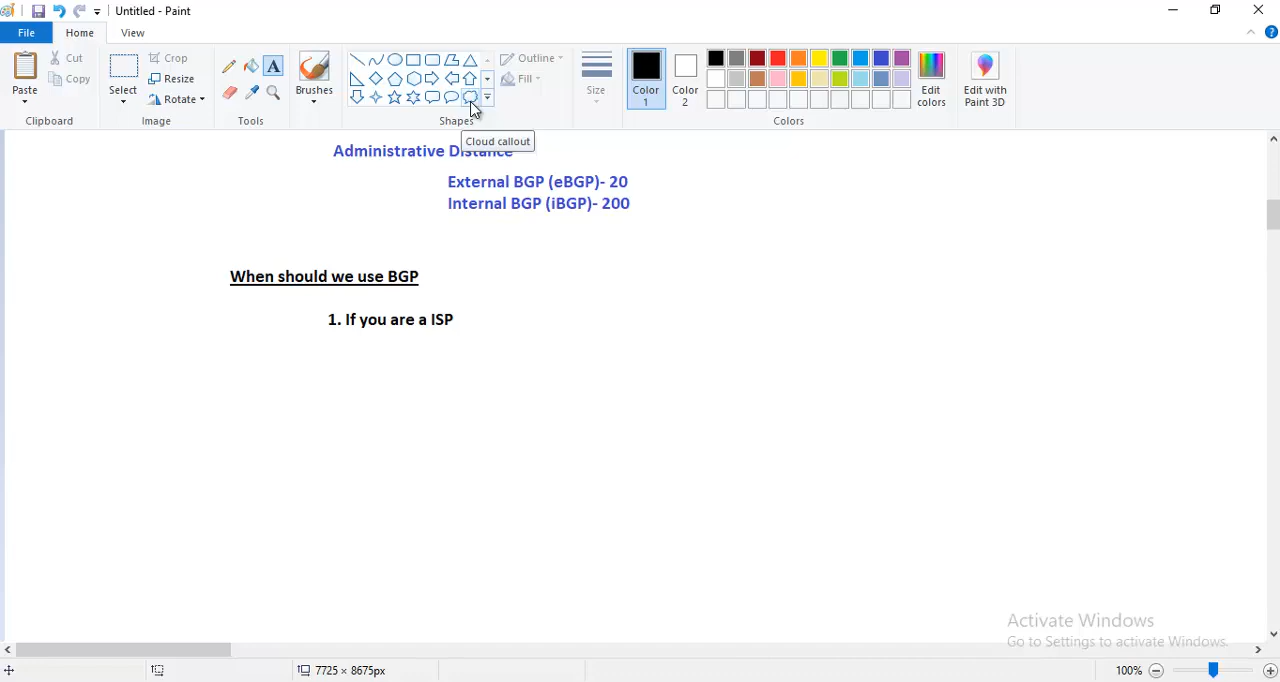 Untitled - Paint
File Home View
Paste
Cut
Copy
Clipboard
Select
Crop
Resize
Rotate
Image
Tools
Brushes
Shapes
Outline
Fill
Size
Color 1
Color 2
Edit colors
Colors
Edit with Paint 3D
Cloud callout
Administrative Distance
External BGP (eBGP)- 20
Internal BGP (iBGP)- 200
When should we use BGP
1. If you are a ISP
Activate Windows
Go to Settings to activate Windows.
7725 × 8675px
100%